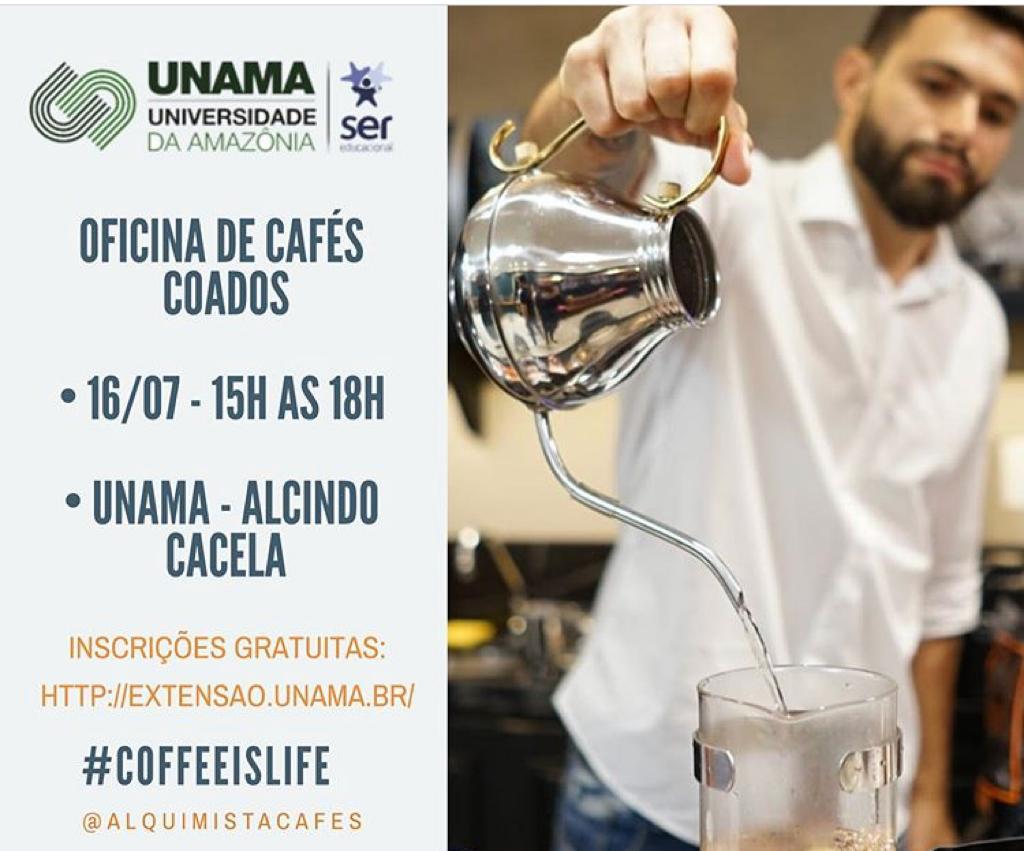 UNAMA
UNIVERSIDADE
DA AMAZÔNIA
ser
educacional
OFICINA DE CAFÉS
COADOS
• 16/07 - 15H AS 18H
• UNAMA - ALCINDO
CACELA
INSCRIÇÕES GRATUITAS:
HTTP://EXTENSAO.UNAMA.BR/
#COFFEEISLIFE
@ALQUIMISTACAFES